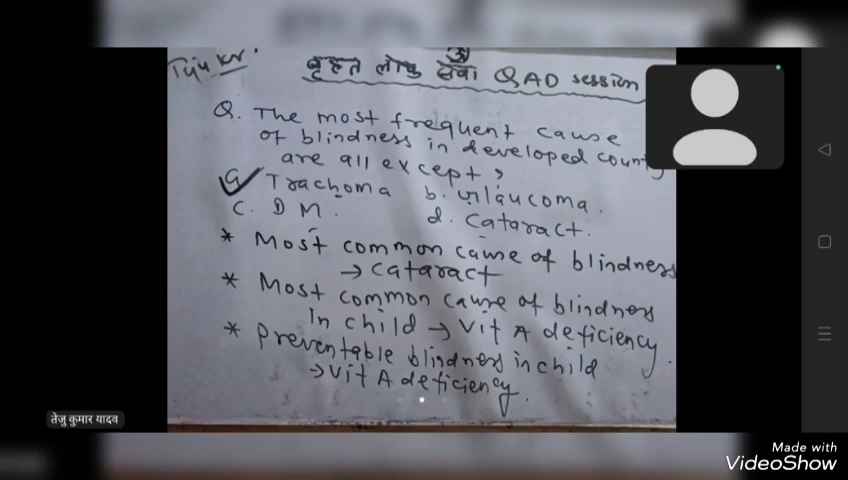 Tiju Kr.
बृहत लोक सेवा Q AD session
Q. The most frequent cause
of blindness in developed county
are all except?
a Trachoma b. glaucoma.
C. D M. d. Cataract.
* Most common cause of blindness
→ Cataract
* Most common cause of blindness
In child → Vit A deficiency.
* Preventable blindness in child
→ Vit A deficiency.
तेजु कुमार यादव
Made with
VideoShow